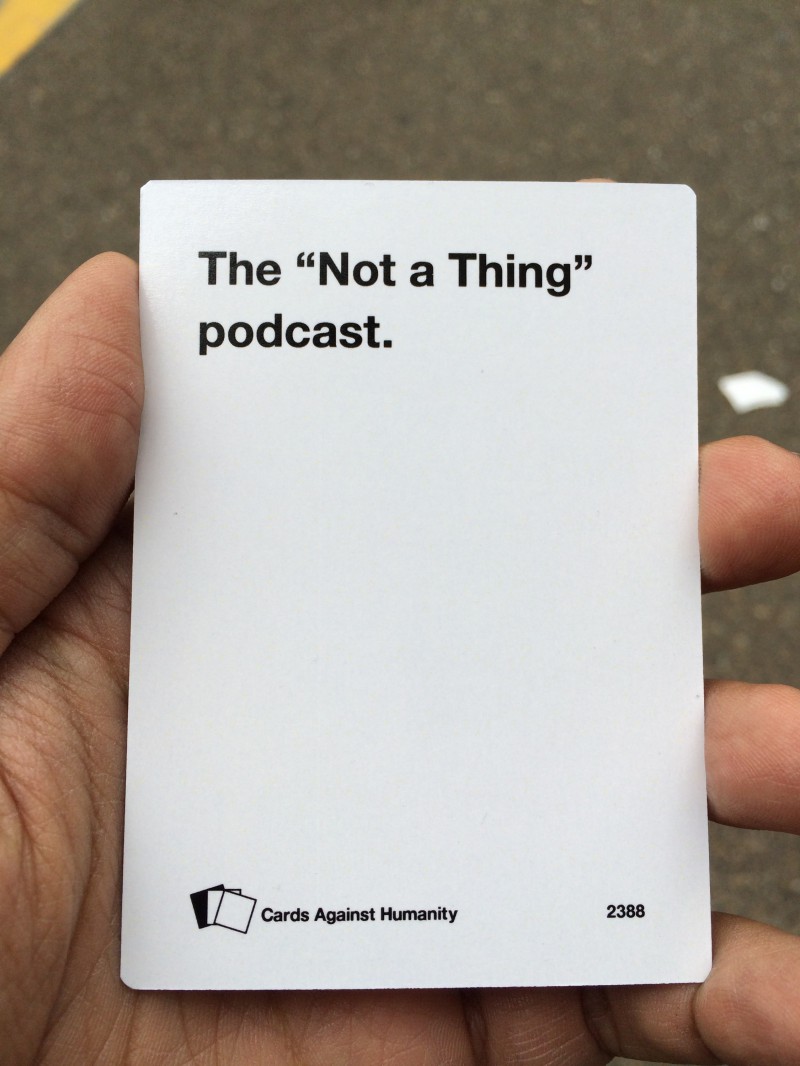 The “Not a Thing”
podcast.
Cards Against Humanity
2388